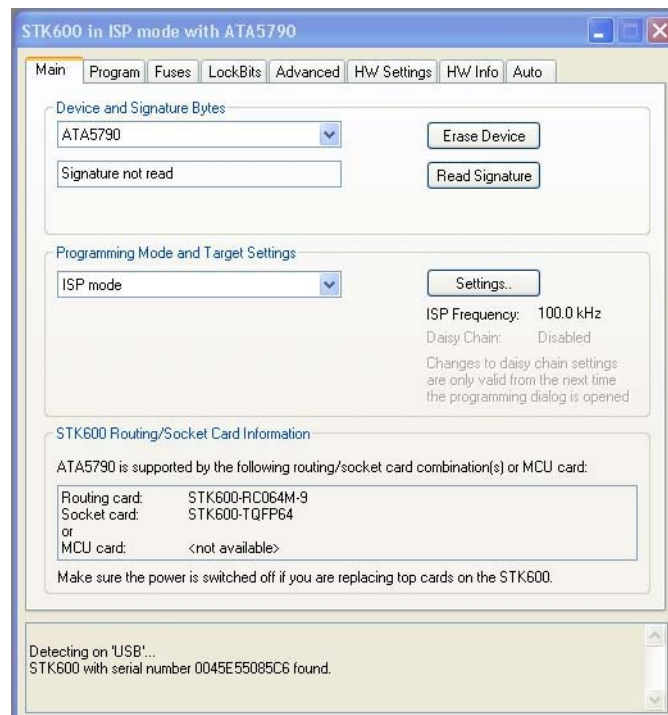 STK600 in ISP mode with ATA5790
Main Program Fuses LockBits Advanced HW Settings HW Info Auto
Device and Signature Bytes
ATA5790
Erase Device
Signature not read
Read Signature
Programming Mode and Target Settings
ISP mode
Settings..
ISP Frequency: 100.0 kHz
Daisy Chain: Disabled
Changes to daisy chain settings
are only valid from the next time
the programming dialog is opened
STK600 Routing/Socket Card Information
ATA5790 is supported by the following routing/socket card combination(s) or MCU card:
Routing card: STK600-RC064M-9
Socket card: STK600-TQFP64
or
MCU card: <not available>
Make sure the power is switched off if you are replacing top cards on the STK600.
Detecting on 'USB'...
STK600 with serial number 0045E55085C6 found.